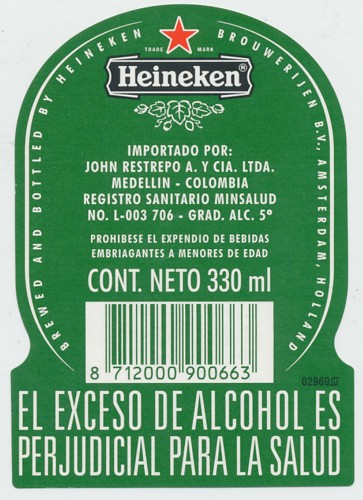 BREWED AND BOTTLED BY HEINEKEN BROUWERIJEN B.V., AMSTERDAM, HOLLAND
TRADE MARK
Heineken®
IMPORTADO POR:
JOHN RESTREPO A. Y CIA. LTDA.
MEDELLIN - COLOMBIA
REGISTRO SANITARIO MINSALUD
NO. L-003 706 - GRAD. ALC. 5º
PROHIBESE EL EXPENDIO DE BEBIDAS
EMBRIAGANTES A MENORES DE EDAD
CONT. NETO 330 ml
8 712000 900663
02969
EL EXCESO DE ALCOHOL ES
PERJUDICIAL PARA LA SALUD